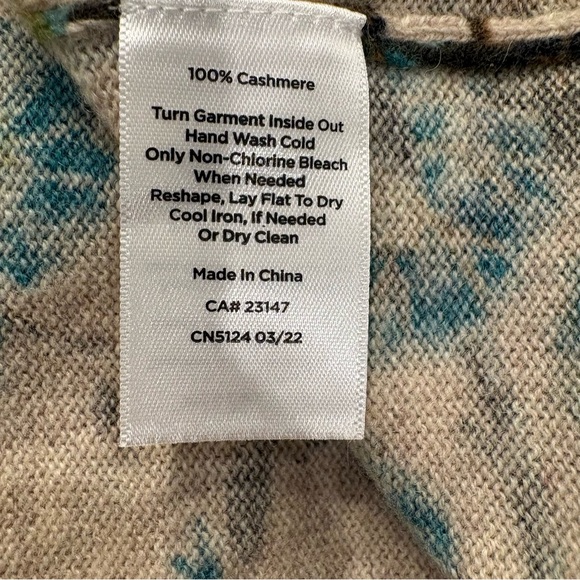 100% Cashmere
Turn Garment Inside Out
Hand Wash Cold
Only Non-Chlorine Bleach
When Needed
Reshape, Lay Flat To Dry
Cool Iron, If Needed
Or Dry Clean
Made In China
CA# 23147
CN5124 03/22